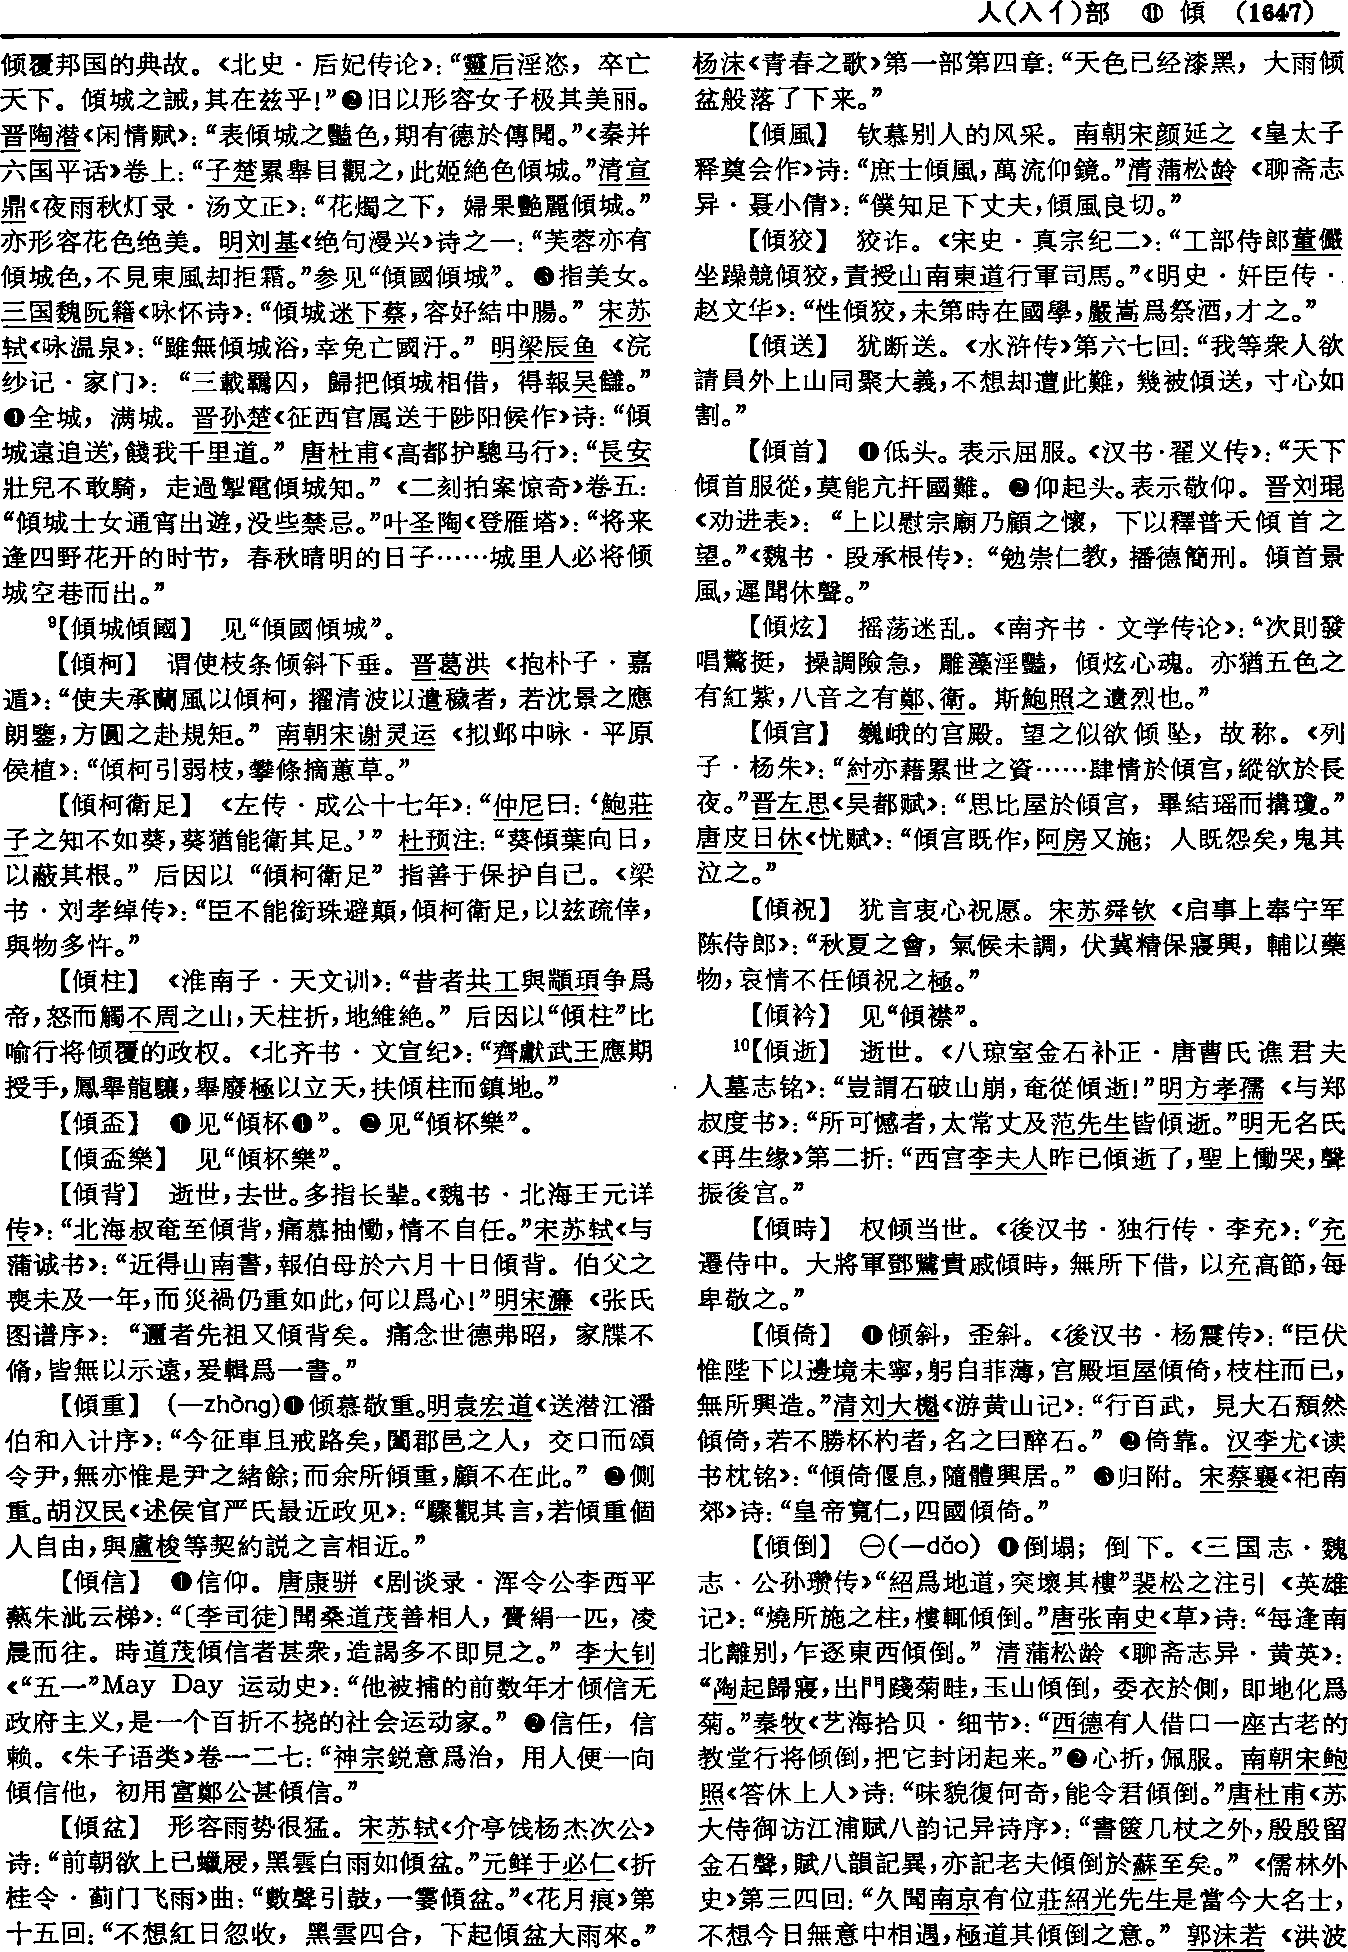 人(入亻)部 ⑪ 傾 (1647)
倾覆邦国的典故。《北史·后妃传论》：“靈后淫恣，卒亡
天下。傾城之誡，其在兹乎！”❷旧以形容女子极其美丽。
晋陶潜《闲情赋》：“表傾城之豔色，期有德於傳聞。”《秦并
六国平话》卷上：“子楚累舉目觀之，此姬絶色傾城。”清宣
鼎《夜雨秋灯录·汤文正》：“花燭之下，婦果艷麗傾城。”
亦形容花色绝美。明刘基《绝句漫兴》诗之一：“芙蓉亦有
傾城色，不見東風却拒霜。”参见“傾國傾城”。❸指美女。
三国魏阮籍《咏怀诗》：“傾城迷下蔡，容好結中腸。”宋苏
轼《咏温泉》：“雖無傾城浴，幸免亡國汙。”明梁辰鱼《浣
纱记·家门》：“三載羈囚，歸把傾城相借，得報吴讎。”
❹全城，满城。晋孙楚《征西官属送于陟阳候作》诗：“傾
城遠追送，餞我千里道。”唐杜甫《高都护骢马行》：“長安
壯兒不敢騎，走過掣電傾城知。”《二刻拍案惊奇》卷五：
“傾城士女通宵出遊，没些禁忌。”叶圣陶《登雁塔》：“将来
逢四野花开的时节，春秋晴明的日子……城里人必将倾
城空巷而出。”
⁹【傾城傾國】 见“傾國傾城”。
【傾柯】 谓使枝条倾斜下垂。晋葛洪《抱朴子·嘉
遁》：“使夫承蘭風以傾柯，擢清波以遣穢者，若沈景之應
朗鑒，方圓之赴規矩。”南朝宋谢灵运《拟邺中咏·平原
侯植》：“傾柯引弱枝，攀條摘蕙草。”
【傾柯衛足】 《左传·成公十七年》：“仲尼曰：‘鮑莊
子之知不如葵，葵猶能衛其足。’”杜预注：“葵傾葉向日，
以蔽其根。”后因以“傾柯衛足”指善于保护自己。《梁
书·刘孝绰传》：“臣不能銜珠避顛，傾柯衛足，以兹疏倖，
與物多忤。”
【傾柱】 《淮南子·天文训》：“昔者共工與顓頊争爲
帝，怒而觸不周之山，天柱折，地維絶。”后因以“傾柱”比
喻行将倾覆的政权。《北齐书·文宣纪》：“齊獻武王應期
授手，鳳舉龍驤，舉廢極以立天，扶傾柱而鎮地。”
【傾盃】 ❶见“傾杯❶”。❷见“傾杯樂”。
【傾盃樂】 见“傾杯樂”。
【傾背】 逝世，去世。多指长辈。《魏书·北海王元详
传》：“北海叔奄至傾背，痛慕抽慟，情不自任。”宋苏轼《与
蒲诚书》：“近得山南書，報伯母於六月十日傾背。伯父之
喪未及一年，而災禍仍重如此，何以爲心！”明宋濂《张氏
图谱序》：“邇者先祖又傾背矣。痛念世德弗昭，家牒不
脩，皆無以示遠，爰輯爲一書。”
【傾重】 (—zhòng)❶倾慕敬重。明袁宏道《送潜江潘
伯和入计序》：“今征車且戒路矣，闔郡邑之人，交口而頌
令尹，無亦惟是尹之緒餘；而余所傾重，顧不在此。”❷侧
重。胡汉民《述侯官严氏最近政见》：“驟觀其言，若傾重個
人自由，與盧梭等契約説之言相近。”
【傾信】 ❶信仰。唐康骈《剧谈录·浑令公李西平
爇朱泚云梯》：“〔李司徒〕聞桑道茂善相人，賫絹一匹，凌
晨而往。時道茂傾信者甚衆，造謁多不即見之。”李大钊
《“五一”May Day 运动史》：“他被捕的前数年才倾信无
政府主义，是一个百折不挠的社会运动家。”❷信任，信
赖。《朱子语类》卷一二七：“神宗鋭意爲治，用人便一向
傾信他，初用富鄭公甚傾信。”
【傾盆】 形容雨势很猛。宋苏轼《介亭饯杨杰次公》
诗：“前朝欲上已蠟屐，黑雲白雨如傾盆。”元鲜于必仁《折
桂令·蓟门飞雨》曲：“數聲引鼓，一霎傾盆。”《花月痕》第
十五回：“不想紅日忽收，黑雲四合，下起傾盆大雨來。”
杨沫《青春之歌》第一部第四章：“天色已经漆黑，大雨倾
盆般落了下来。”
【傾風】 钦慕别人的风采。南朝宋颜延之《皇太子
释奠会作》诗：“庶士傾風，萬流仰鏡。”清蒲松龄《聊斋志
异·聂小倩》：“僕知足下丈夫，傾風良切。”
【傾狡】 狡诈。《宋史·真宗纪二》：“工部侍郎董儼
坐躁競傾狡，責授山南東道行軍司馬。”《明史·奸臣传·
赵文华》：“性傾狡，未第時在國學，嚴嵩爲祭酒，才之。”
【傾送】 犹断送。《水浒传》第六七回：“我等衆人欲
請員外上山同聚大義，不想却遭此難，幾被傾送，寸心如
割。”
【傾首】 ❶低头。表示屈服。《汉书·翟义传》：“天下
傾首服從，莫能亢扞國難。❷仰起头。表示敬仰。晋刘琨
《劝进表》：“上以慰宗廟乃顧之懷，下以釋普天傾首之
望。”《魏书·段承根传》：“勉崇仁教，播德簡刑。傾首景
風，遲聞休聲。”
【傾炫】 摇荡迷乱。《南齐书·文学传论》：“次則發
唱驚挺，操調險急，雕藻淫豔，傾炫心魂。亦猶五色之
有紅紫，八音之有鄭、衛。斯鮑照之遺烈也。”
【傾宫】 巍峨的宫殿。望之似欲倾坠，故称。《列
子·杨朱》：“紂亦藉累世之資……肆情於傾宫，縱欲於長
夜。”晋左思《吴都赋》：“思比屋於傾宫，畢結瑶而搆瓊。”
唐皮日休《忧赋》：“傾宫既作，阿房又施；人既怨矣，鬼其
泣之。”
【傾祝】 犹言衷心祝愿。宋苏舜钦《启事上奉宁军
陈侍郎》：“秋夏之會，氣候未調，伏冀精保寢興，輔以藥
物，哀情不任傾祝之極。”
【傾衿】 见“傾襟”。
¹⁰【傾逝】 逝世。《八琼室金石补正·唐曹氏谯君夫
人墓志铭》：“豈謂石破山崩，奄從傾逝！”明方孝孺《与郑
叔度书》：“所可憾者，太常丈及范先生皆傾逝。”明无名氏
《再生缘》第二折：“西宫李夫人昨已傾逝了，聖上慟哭，聲
振後宫。”
【傾時】 权倾当世。《後汉书·独行传·李充》：“充
遷侍中。大將軍鄧騭貴戚傾時，無所下借，以充高節，每
卑敬之。”
【傾倚】 ❶倾斜，歪斜。《後汉书·杨震传》：“臣伏
惟陛下以邊境未寧，躬自菲薄，宫殿垣屋傾倚，枝柱而已，
無所興造。”清刘大櫆《游黄山记》：“行百武，見大石頹然
傾倚，若不勝杯杓者，名之曰醉石。”❷倚靠。汉李尤《读
书枕铭》：“傾倚偃息，隨體興居。”❸归附。宋蔡襄《祀南
郊》诗：“皇帝寬仁，四國傾倚。”
【傾倒】 ㊀(—dǎo) ❶倒塌；倒下。《三国志·魏
志·公孙瓒传》“紹爲地道，突壞其樓”裴松之注引《英雄
记》：“燒所施之柱，樓輒傾倒。”唐张南史《草》诗：“每逢南
北離别，乍逐東西傾倒。”清蒲松龄《聊斋志异·黄英》：
“陶起歸寢，出門踐菊畦，玉山傾倒，委衣於側，即地化爲
菊。”秦牧《艺海拾贝·细节》：“西德有人借口一座古老的
教堂行将倾倒，把它封闭起来。”❷心折，佩服。南朝宋鲍
照《答休上人》诗：“味貌復何奇，能令君傾倒。”唐杜甫《苏
大侍御访江浦赋八韵记异诗序》：“書篋几杖之外，殷殷留
金石聲，賦八韻記異，亦記老夫傾倒於蘇至矣。”《儒林外
史》第三四回：“久聞南京有位莊紹光先生是當今大名士，
不想今日無意中相遇，極道其傾倒之意。”郭沫若《洪波